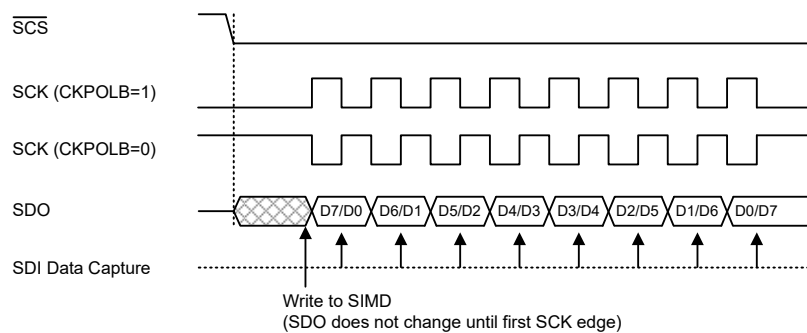 SCS
SCK (CKPOLB=1)
SCK (CKPOLB=0)
SDO
D7/D0 D6/D1 D5/D2 D4/D3 D3/D4 D2/D5 D1/D6 D0/D7
SDI Data Capture
Write to SIMD
(SDO does not change until first SCK edge)